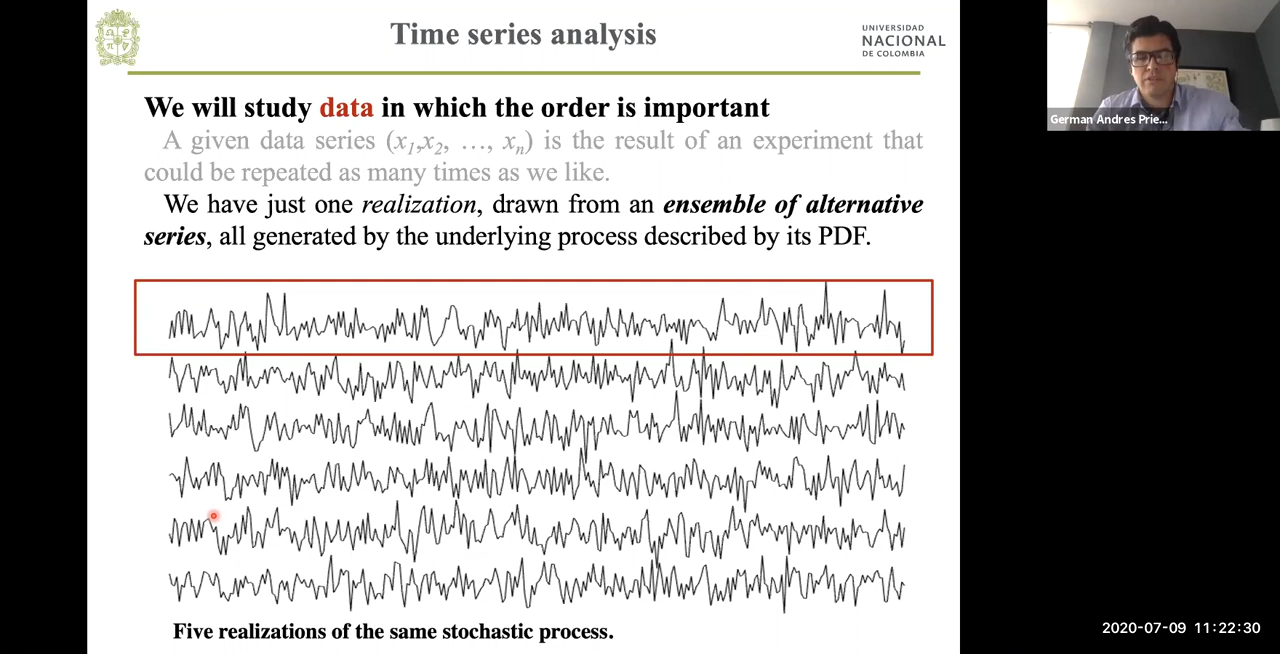 Time series analysis
UNIVERSIDAD
NACIONAL
DE COLOMBIA
We will study data in which the order is important
A given data series (x1,x2, …, xn) is the result of an experiment that
could be repeated as many times as we like.
We have just one realization, drawn from an ensemble of alternative
series, all generated by the underlying process described by its PDF.
Five realizations of the same stochastic process.
German Andres Prie...
2020-07-09 11:22:30